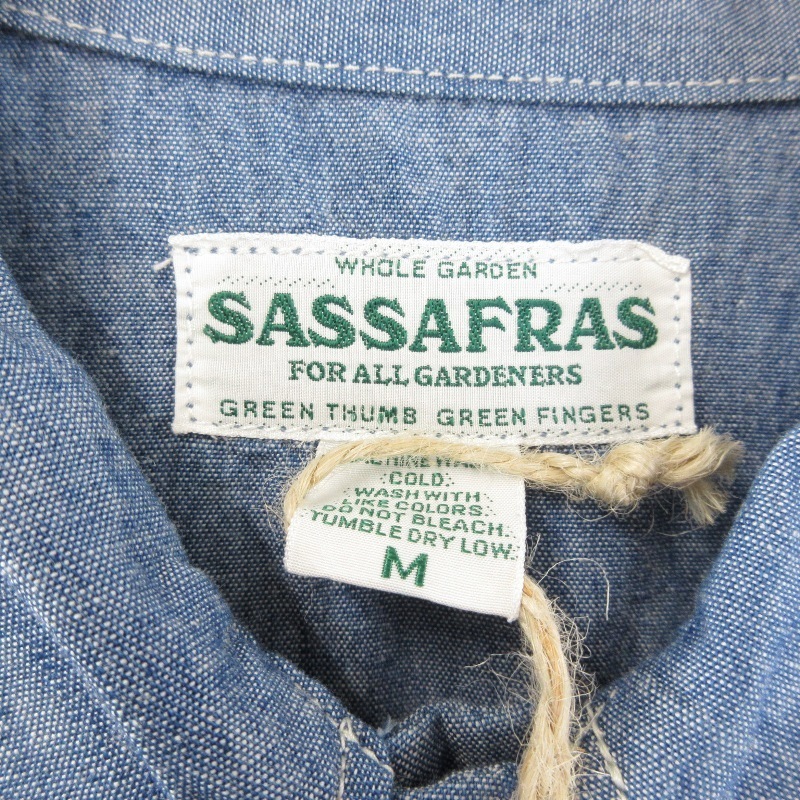 WHOLE GARDEN
SASSAFRAS
FOR ALL GARDENERS
GREEN THUMB GREEN FINGERS
COLD.
WASH WITH
LIKE COLORS.
DO NOT BLEACH.
TUMBLE DRY LOW.
M